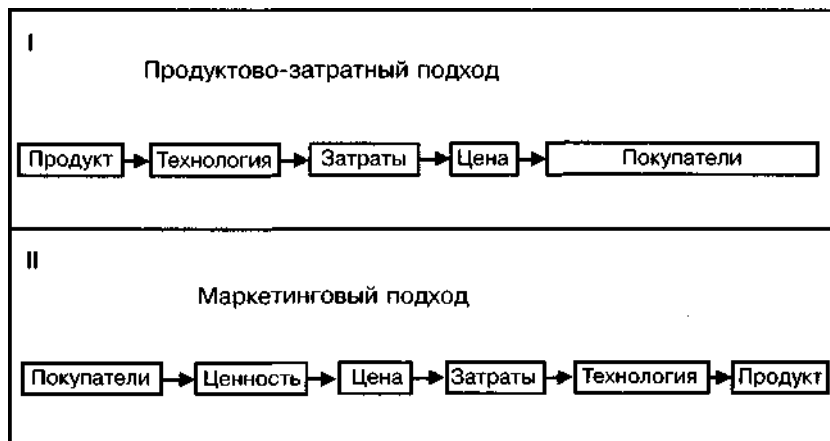 I
Продуктово-затратный подход
Продукт Технология Затраты Цена Покупатели
II
Маркетинговый подход
Покупатели Ценность Цена Затраты Технология Продукт